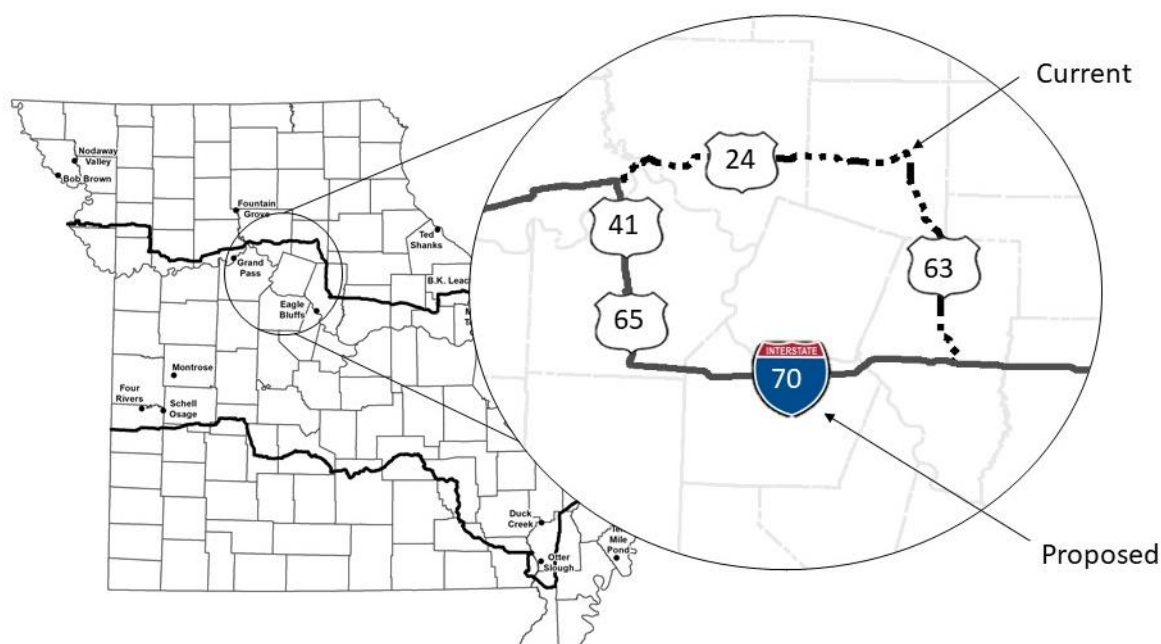 Current
24
41
63
65
INTERSTATE
70
Proposed
Nodaway
Valley
Bob Brown
Fountain
Grove
Grand
Pass
Ted
Shanks
B.K. Leac
Eagle
Bluffs
Montrose
Four
Rivers
Schell
Osage
Duck
Creek
Otter
Slough
Mile
Pond